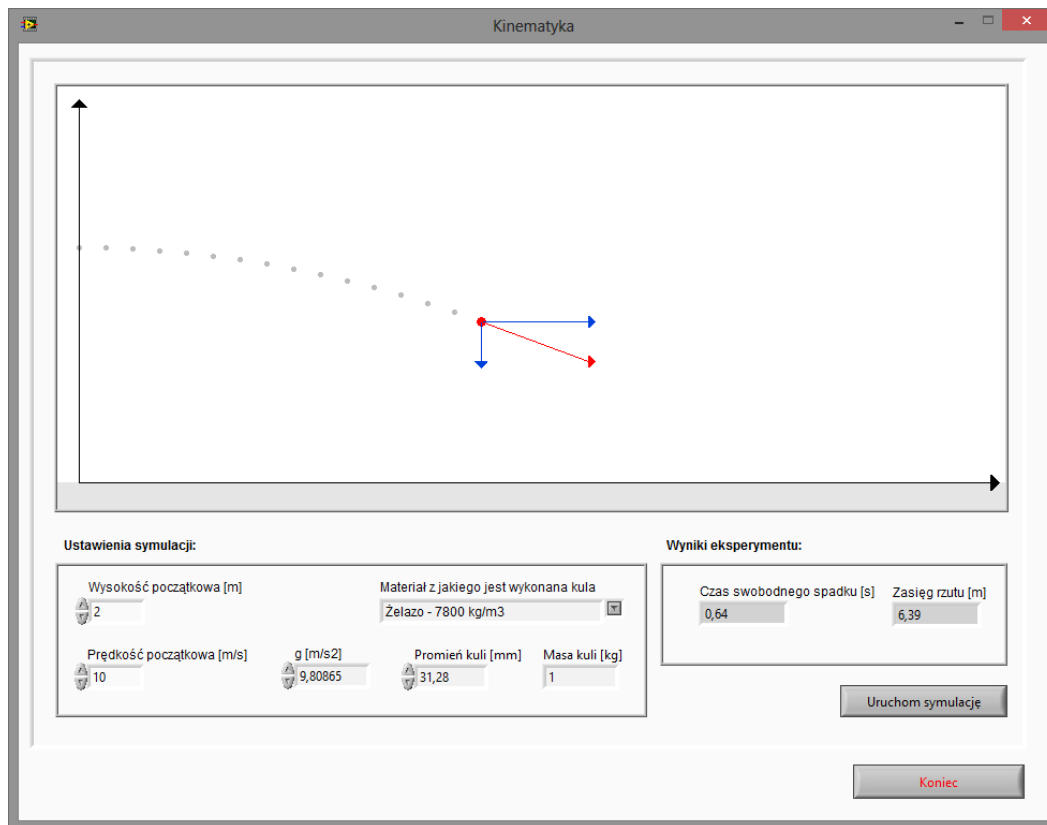 Kinematyka
Ustawienia symulacji:
Wyniki eksperymentu:
Wysokość początkowa [m]
2
Materiał z jakiego jest wykonana kula
Żelazo - 7800 kg/m3
Prędkość początkowa [m/s]
10
g [m/s2]
9,80865
Promień kuli [mm]
31,28
Masa kuli [kg]
1
Czas swobodnego spadku [s]
0,64
Zasięg rzutu [m]
6,39
Uruchom symulację
Koniec